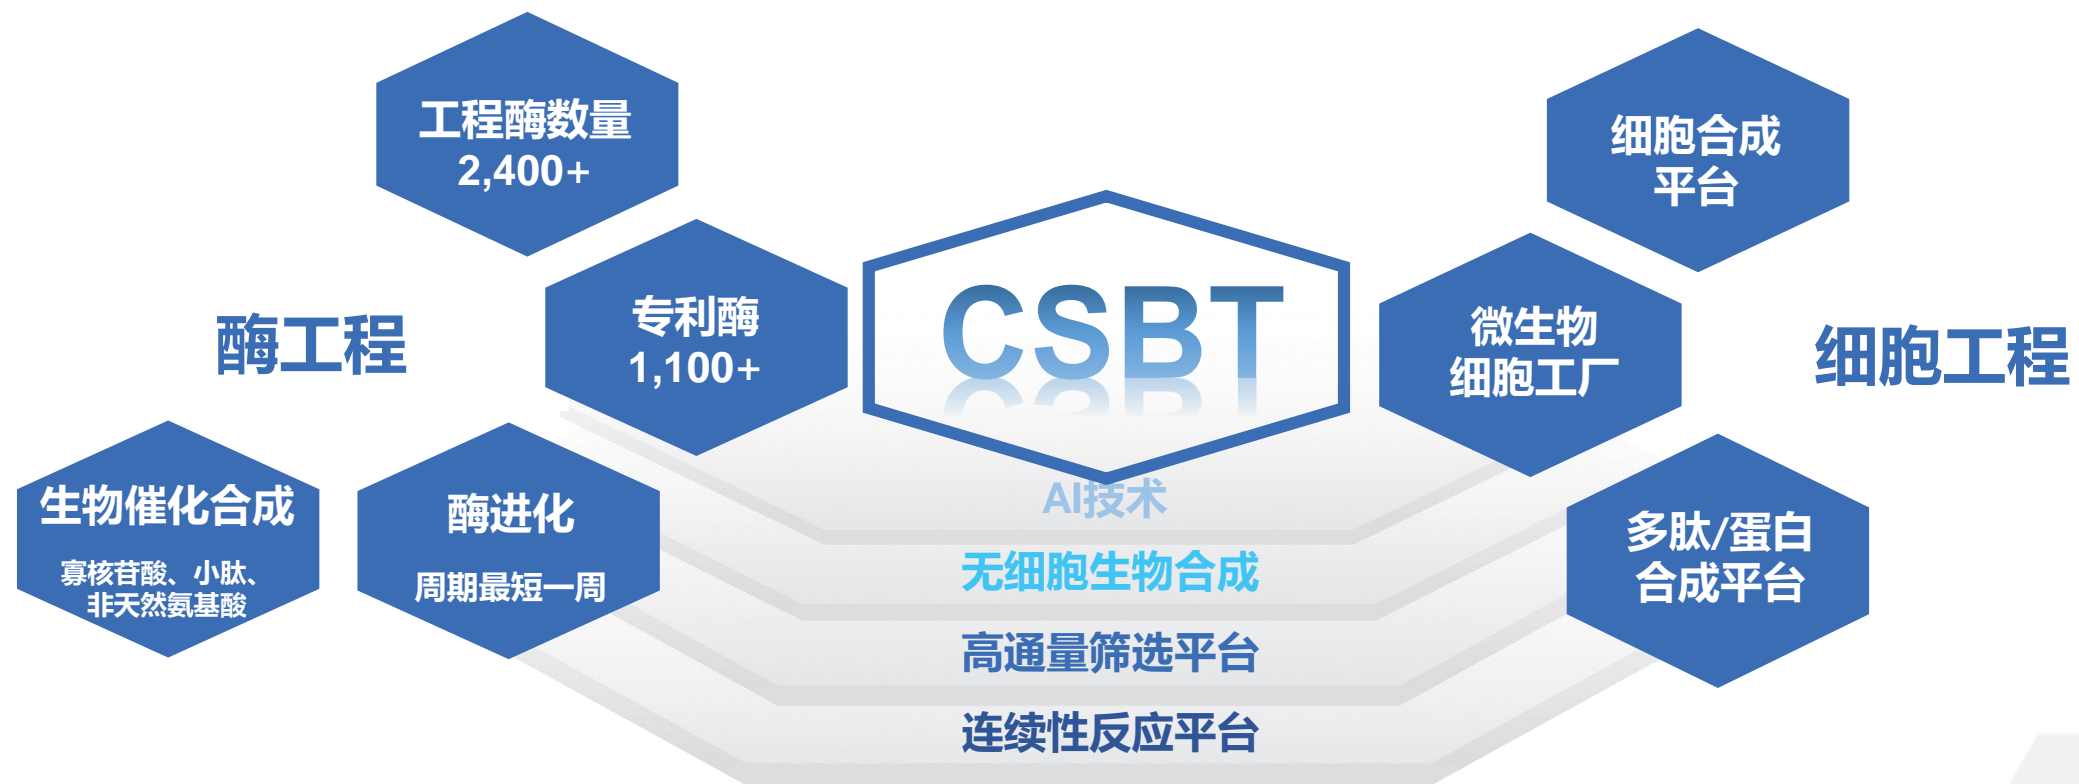 工程酶数量
2,400+
专利酶
1,100+
酶工程
生物催化合成
寡核苷酸、小肽、
非天然氨基酸
酶进化
周期最短一周
CSBT
AI技术
无细胞生物合成
高通量筛选平台
连续性反应平台
细胞合成
平台
微生物
细胞工厂
细胞工程
多肽/蛋白
合成平台